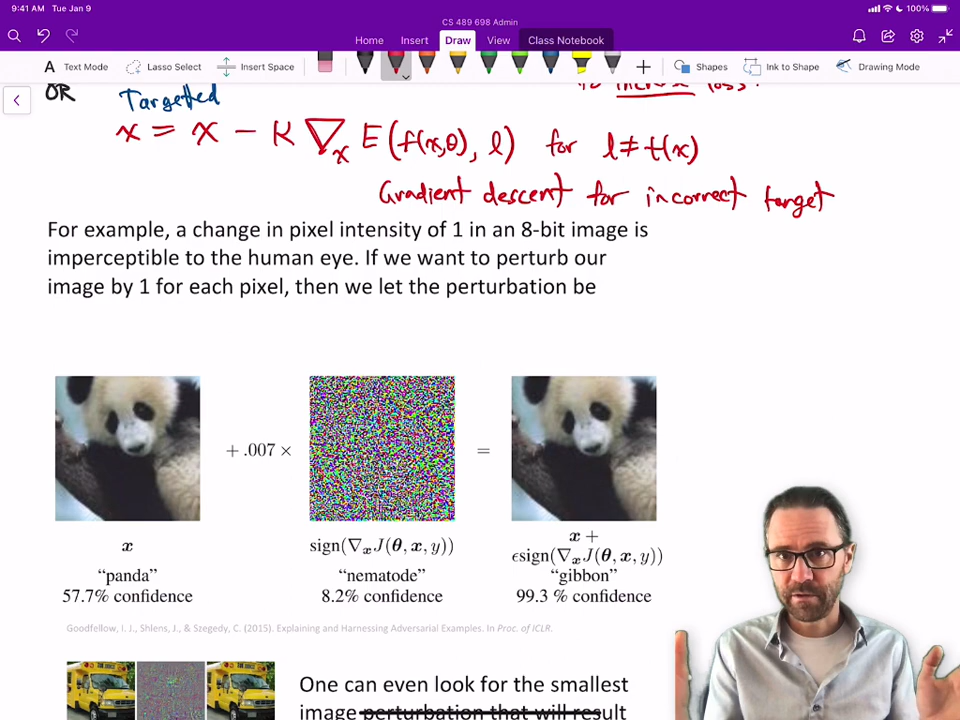 9:41 AM Tue Jan 9
100%
CS 489 698 Admin
Home Insert Draw View Class Notebook
Text Mode Lasso Select Insert Space Shapes Ink to Shape Drawing Mode
OR Targetted to increase loss.
x = x - K ∇x E(f(x,θ), l) for l ≠ t(x)
Gradient descent for incorrect target
For example, a change in pixel intensity of 1 in an 8-bit image is
imperceptible to the human eye. If we want to perturb our
image by 1 for each pixel, then we let the perturbation be
+ .007 × =
x sign(∇xJ(θ, x, y)) x +
ϵsign(∇xJ(θ, x, y))
“panda” “nematode” “gibbon”
57.7% confidence 8.2% confidence 99.3 % confidence
Goodfellow, I. J., Shlens, J., & Szegedy, C. (2015). Explaining and Harnessing Adversarial Examples. In Proc. of ICLR.
One can even look for the smallest
image perturbation that will result